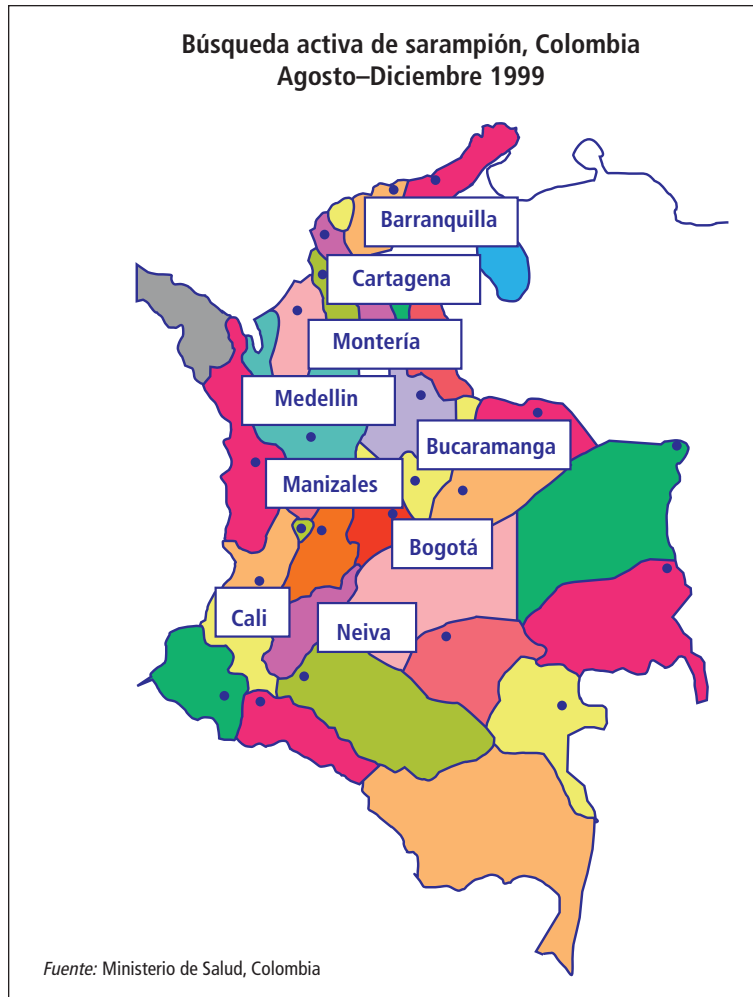 Búsqueda activa de sarampión, Colombia
Agosto–Diciembre 1999
Barranquilla
Cartagena
Montería
Medellin
Bucaramanga
Manizales
Bogotá
Cali
Neiva
Fuente: Ministerio de Salud, Colombia